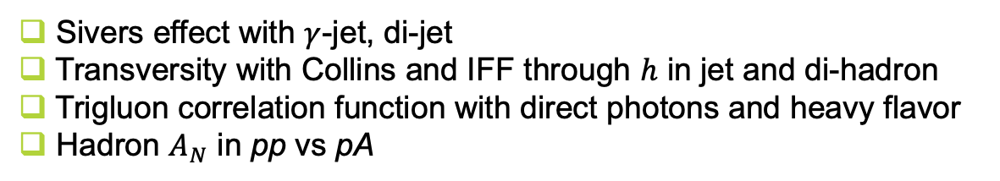 ❑ Sivers effect with γ-jet, di-jet
❑ Transversity with Collins and IFF through h in jet and di-hadron
❑ Trigluon correlation function with direct photons and heavy flavor
❑ Hadron A_N in pp vs pA